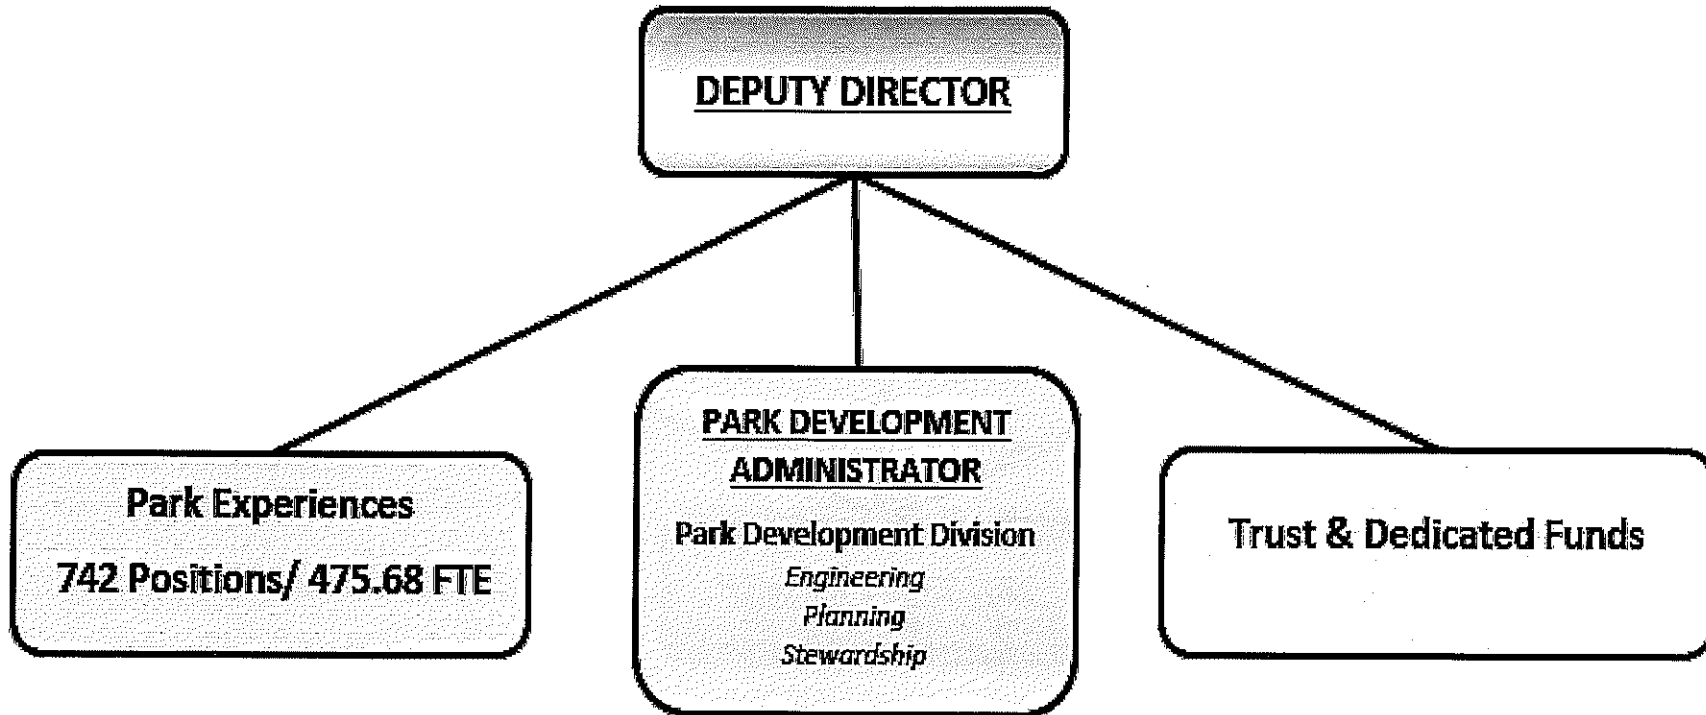 DEPUTY DIRECTOR
Park Experiences
742 Positions/ 475.68 FTE
PARK DEVELOPMENT
ADMINISTRATOR
Park Development Division
Engineering
Planning
Stewardship
Trust & Dedicated Funds